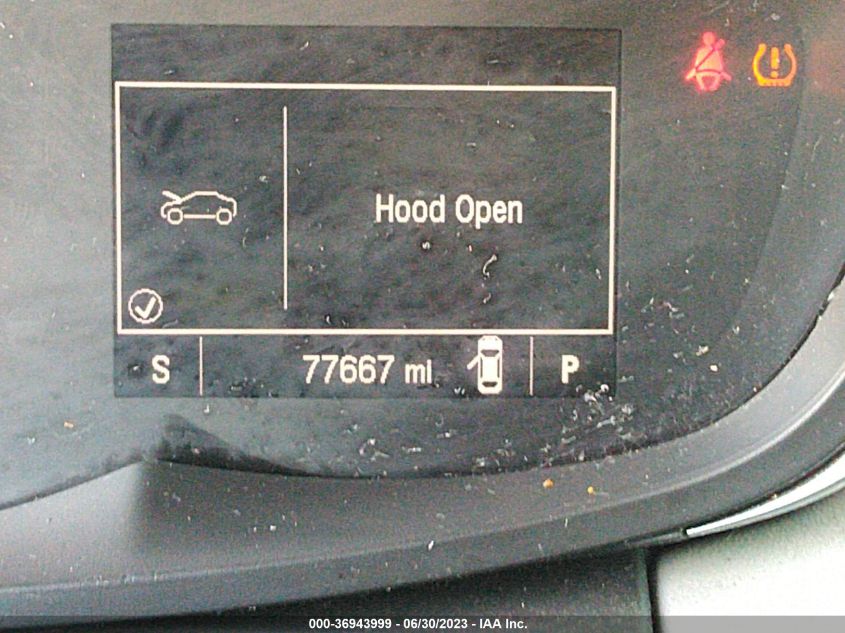 Hood Open
S 77667 mi P
000-36943999 / 06/30/2023 - IAA Inc.